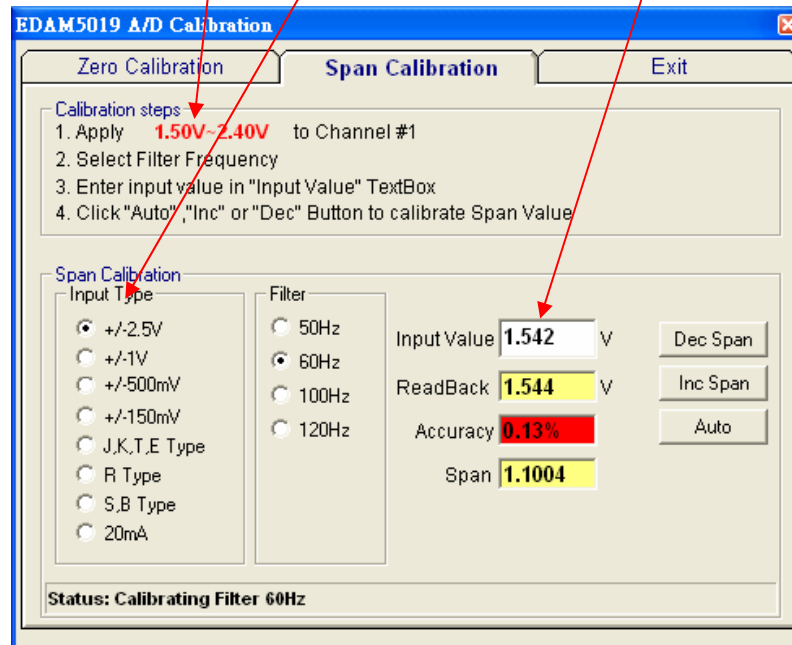 EDAM5019 A/D Calibration
Zero Calibration
Span Calibration
Exit
Calibration steps
1. Apply 1.50V~2.40V to Channel #1
2. Select Filter Frequency
3. Enter input value in "Input Value" TextBox
4. Click "Auto" ,"Inc" or "Dec" Button to calibrate Span Value
Span Calibration
Input Type
+/-2.5V
+/-1V
+/-500mV
+/-150mV
J,K,T,E Type
R Type
S,B Type
20mA
Filter
50Hz
60Hz
100Hz
120Hz
Input Value 1.542 V
ReadBack 1.544 V
Accuracy 0.13%
Span 1.1004
Dec Span
Inc Span
Auto
Status: Calibrating Filter 60Hz